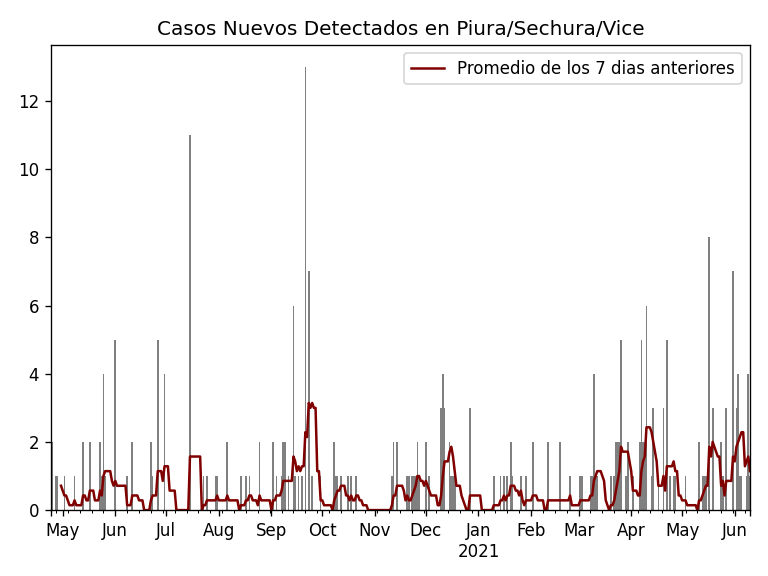 Casos Nuevos Detectados en Piura/Sechura/Vice
Promedio de los 7 dias anteriores
12
10
8
6
4
2
0
May Jun Jul Aug Sep Oct Nov Dec Jan Feb Mar Apr May Jun
2021